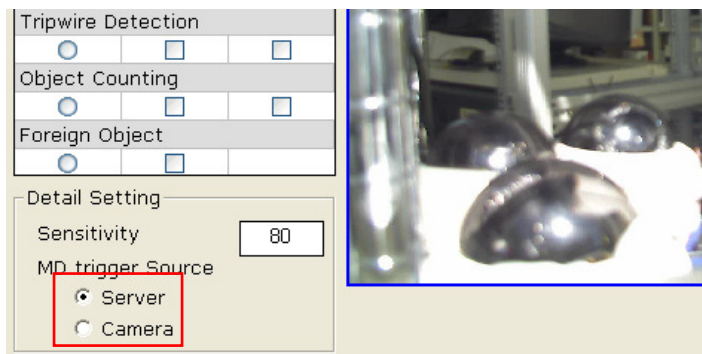 Tripwire Detection
Object Counting
Foreign Object
Detail Setting
Sensitivity 80
MD trigger Source
Server
Camera